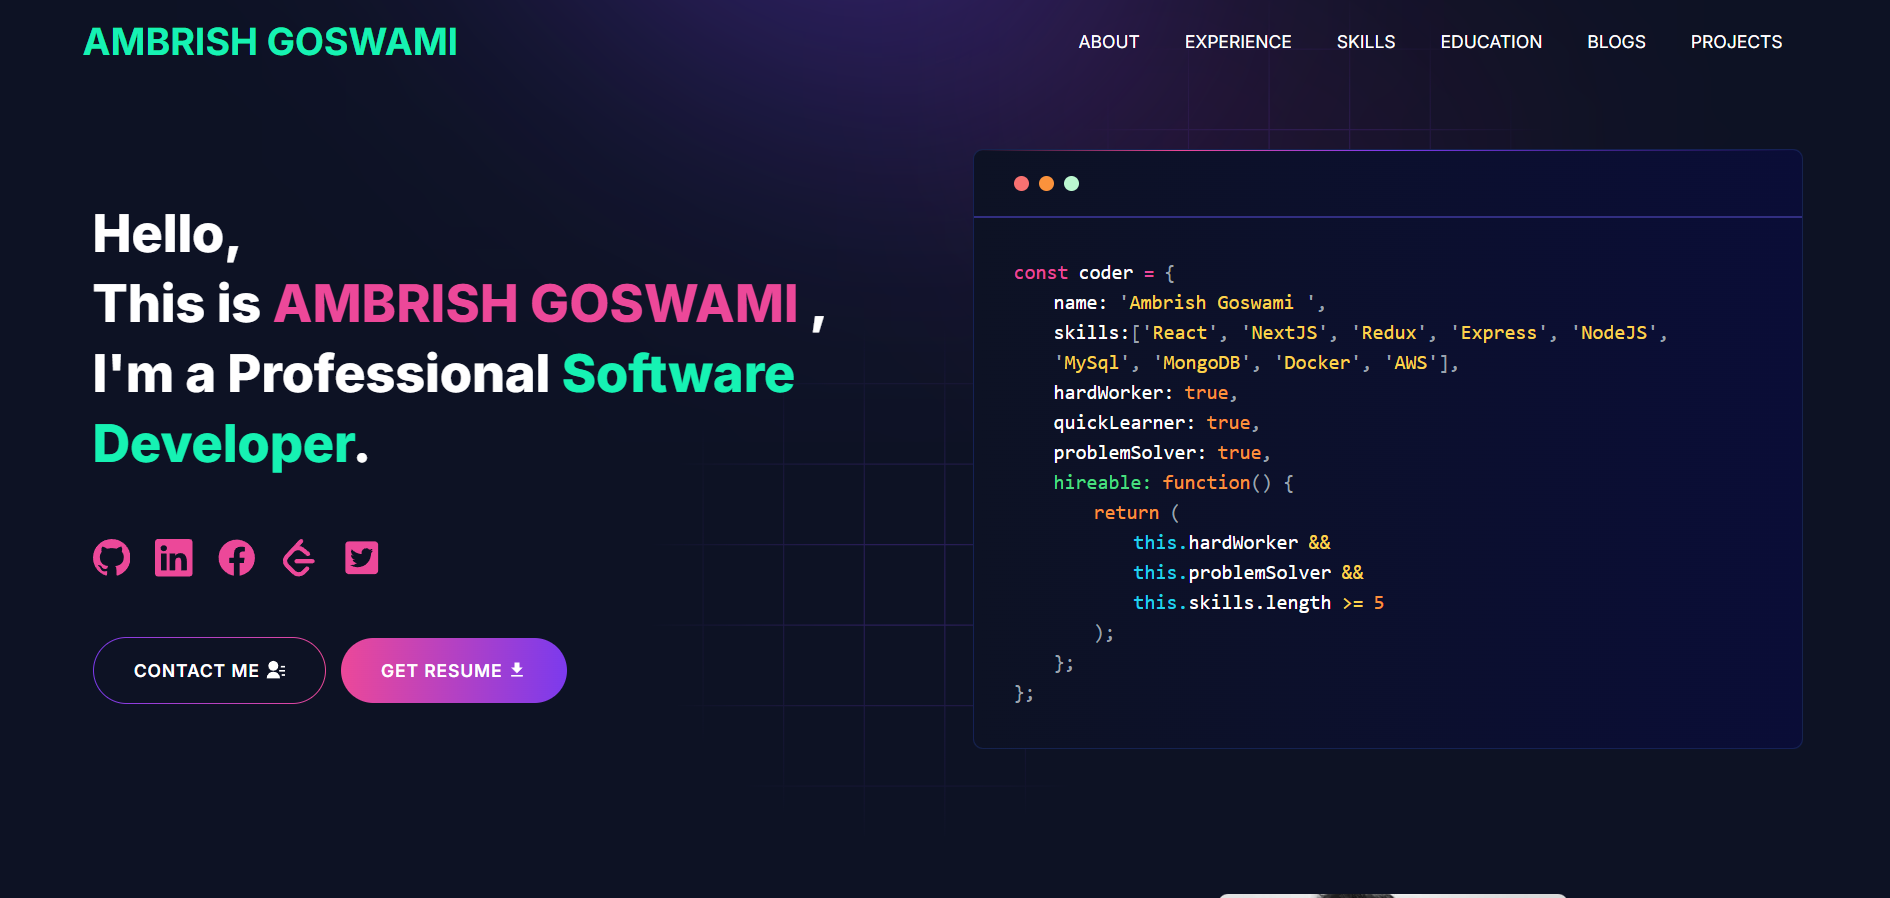 AMBRISH GOSWAMI
ABOUT EXPERIENCE SKILLS EDUCATION BLOGS PROJECTS
Hello,
This is AMBRISH GOSWAMI ,
I'm a Professional Software
Developer.
CONTACT ME
GET RESUME
const coder = {
name: 'Ambrish Goswami ',
skills:['React', 'NextJS', 'Redux', 'Express', 'NodeJS',
'MySql', 'MongoDB', 'Docker', 'AWS'],
hardWorker: true,
quickLearner: true,
problemSolver: true,
hireable: function() {
return (
this.hardWorker &&
this.problemSolver &&
this.skills.length >= 5
);
};
};